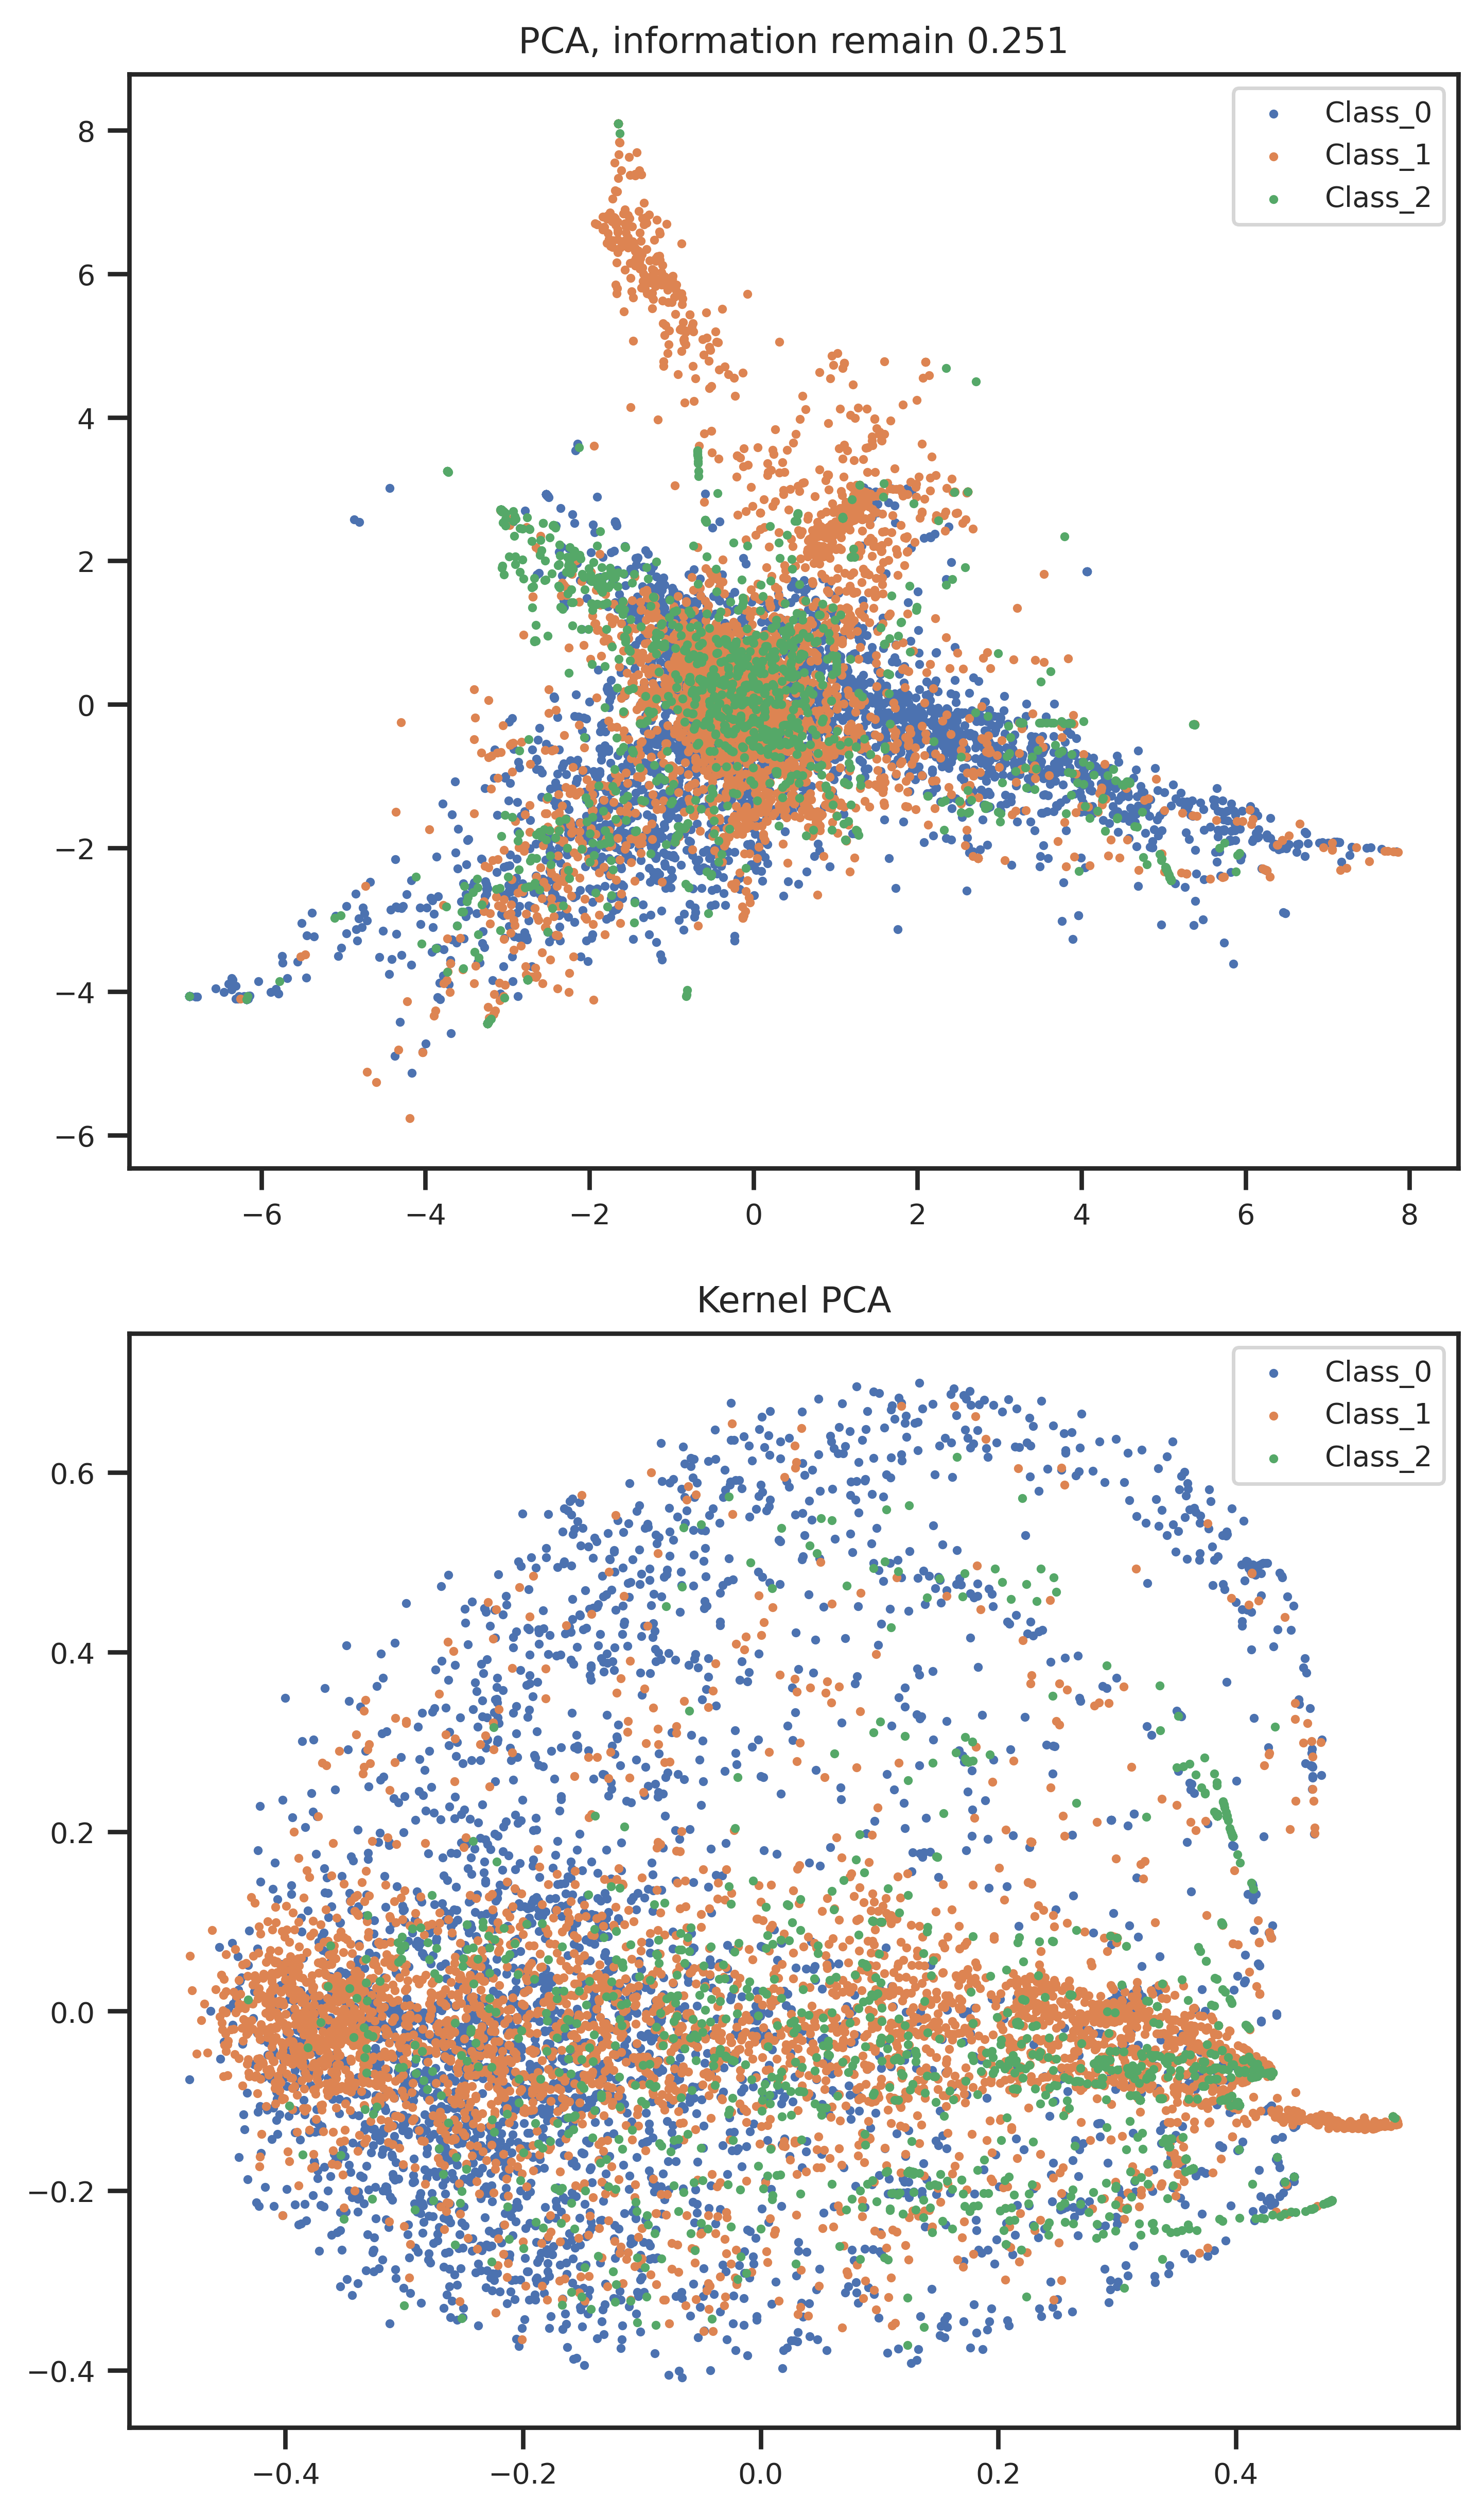 PCA, information remain 0.251
Class_0
Class_1
Class_2
8
6
4
2
0
−2
−4
−6
−6 −4 −2 0 2 4 6 8
Kernel PCA
Class_0
Class_1
Class_2
0.6
0.4
0.2
0.0
−0.2
−0.4
−0.4 −0.2 0.0 0.2 0.4